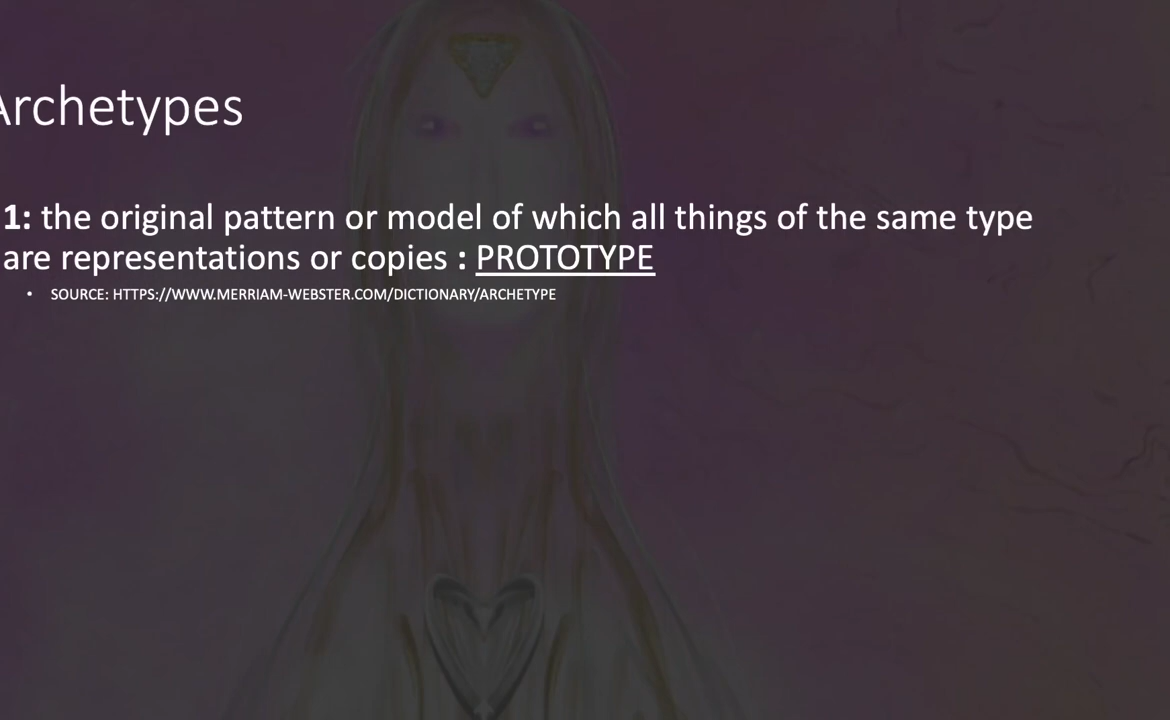 Archetypes
1: the original pattern or model of which all things of the same type
are representations or copies : PROTOTYPE
• SOURCE: HTTPS://WWW.MERRIAM-WEBSTER.COM/DICTIONARY/ARCHETYPE